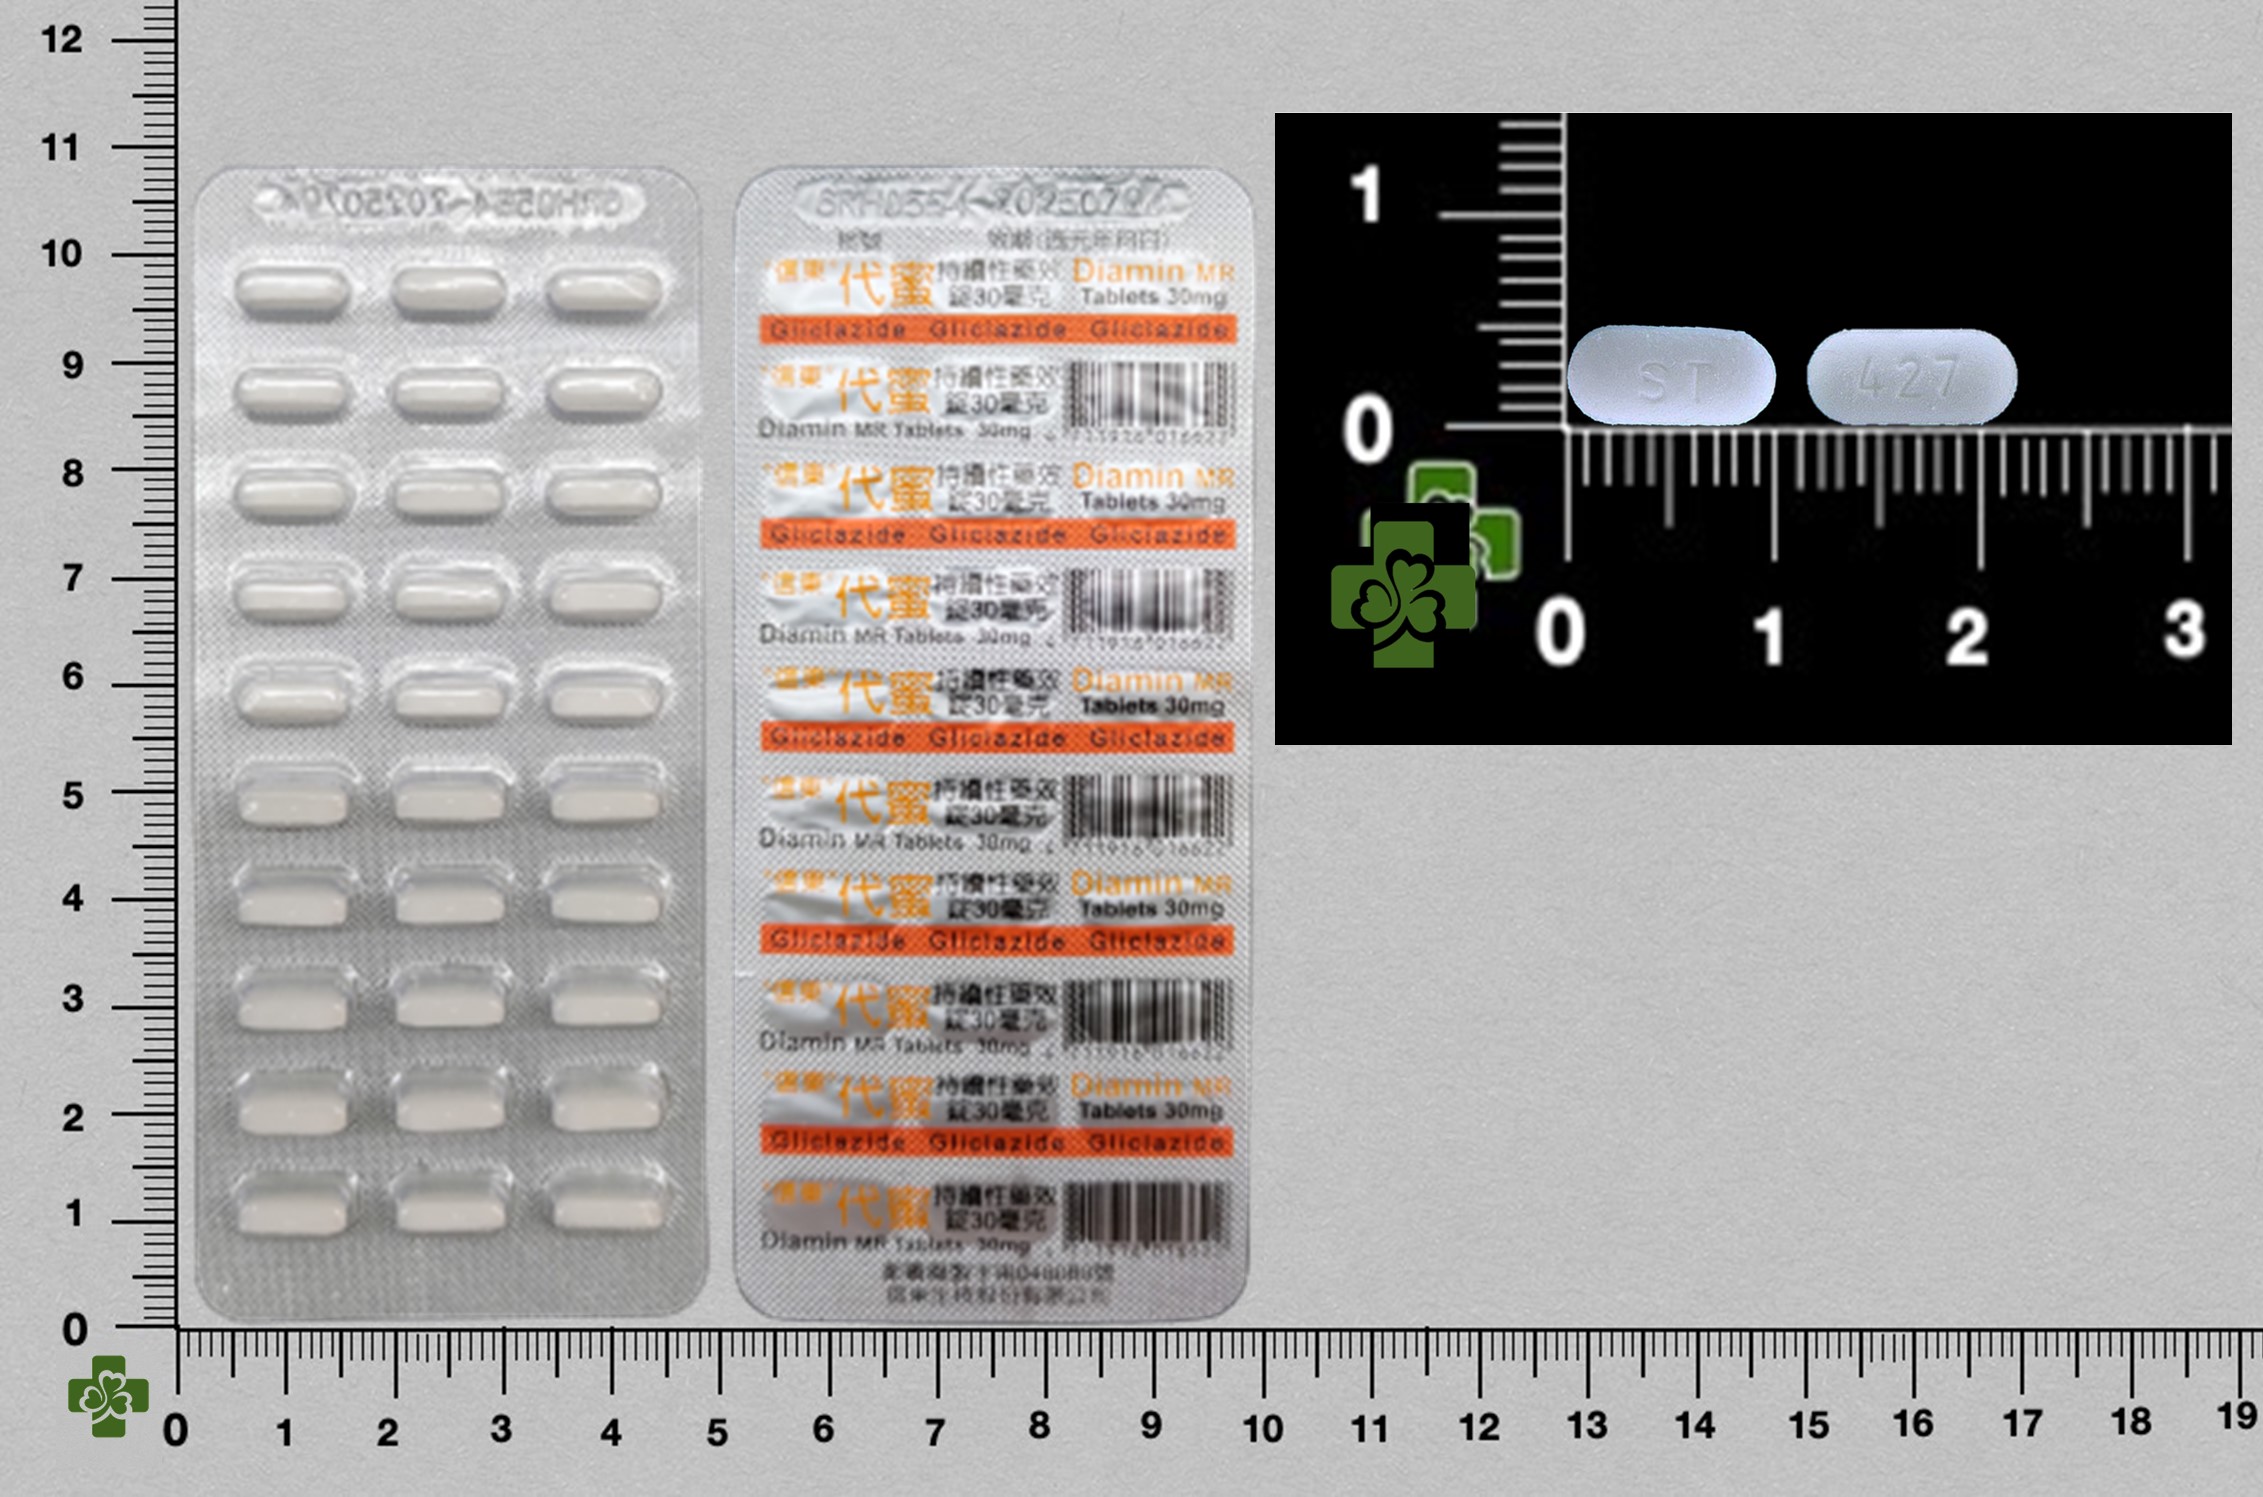 12
11
10
9
8
7
6
5
4
3
2
1
0
批號 效期(西元年月日)
"信東" 代蜜 持續性藥效錠30毫克 Diamin MR Tablets 30mg
Gliclazide Gliclazide Gliclazide
"信東" 代蜜 持續性藥效錠30毫克
Diamin MR Tablets 30mg
"信東" 代蜜 持續性藥效錠30毫克 Diamin MR Tablets 30mg
Gliclazide Gliclazide Gliclazide
"信東" 代蜜 持續性藥效錠30毫克
Diamin MR Tablets 30mg
"信東" 代蜜 持續性藥效錠30毫克 Diamin MR Tablets 30mg
Gliclazide Gliclazide Gliclazide
"信東" 代蜜 持續性藥效錠30毫克
Diamin MR Tablets 30mg
"信東" 代蜜 持續性藥效錠30毫克 Diamin MR Tablets 30mg
Gliclazide Gliclazide Gliclazide
"信東" 代蜜 持續性藥效錠30毫克
Diamin MR Tablets 30mg
"信東" 代蜜 持續性藥效錠30毫克 Diamin MR Tablets 30mg
Gliclazide Gliclazide Gliclazide
"信東" 代蜜 持續性藥效錠30毫克
Diamin MR Tablets 30mg
信東生技股份有限公司
1
ST 427
0
0 1 2 3
0 1 2 3 4 5 6 7 8 9 10 11 12 13 14 15 16 17 18 19